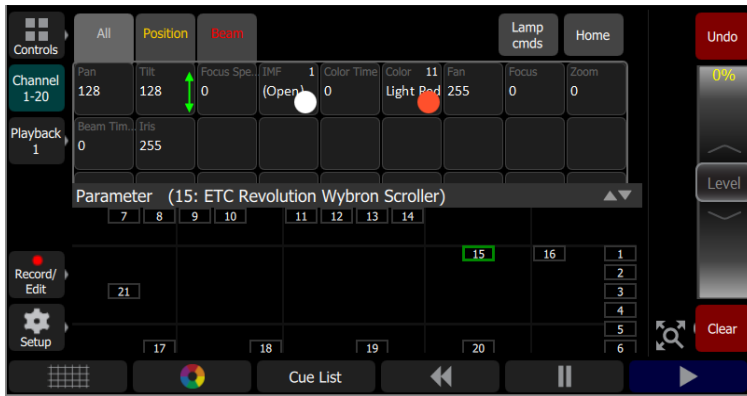 All Position Beam Lamp cmds Home Undo
Controls
Channel 1-20
Playback 1
Pan Tilt Focus Spe... IMF 1 Color Time Color 11 Fan Focus Zoom
128 128 0 (Open) 0 Light Red 255 0 0
Beam Tim... Iris
0 255
0%
Level
Parameter (15: ETC Revolution Wybron Scroller)
7 8 9 10 11 12 13 14
15 16 1
2
21 3
4
5
17 18 19 20 6
Record/ Edit
Setup
Clear
Cue List